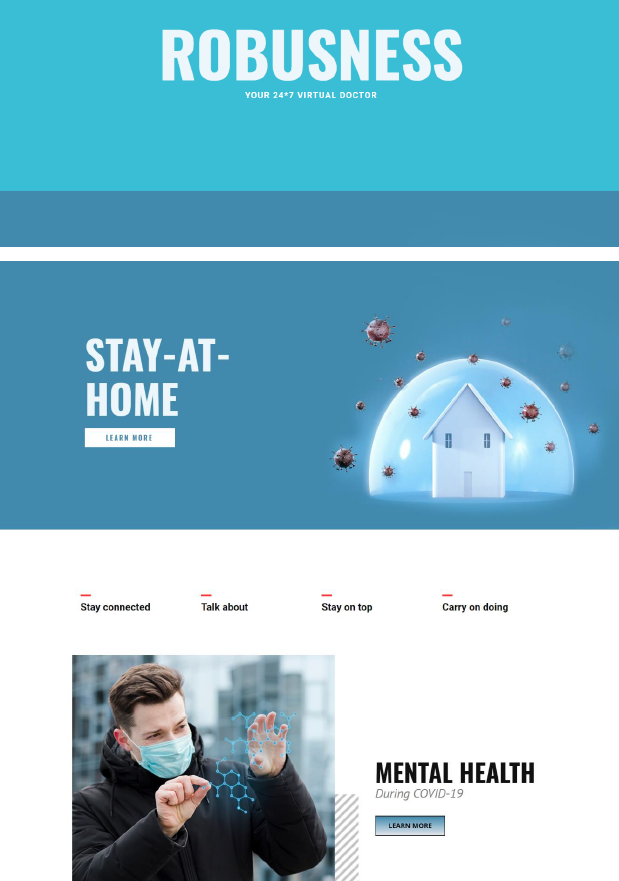 ROBUSNESS
YOUR 24*7 VIRTUAL DOCTOR
STAY-AT-
HOME
LEARN MORE
Stay connected
Talk about
Stay on top
Carry on doing
MENTAL HEALTH
During COVID-19
LEARN MORE